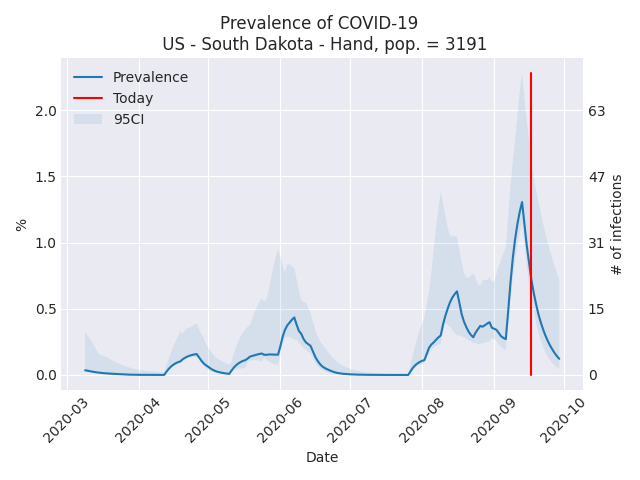 Prevalence of COVID-19
US - South Dakota - Hand, pop. = 3191
Prevalence
Today
95CI
%
2.0
1.5
1.0
0.5
0.0
63
47
31
15
0
# of infections
2020-03
2020-04
2020-05
2020-06
2020-07
2020-08
2020-09
2020-10
Date